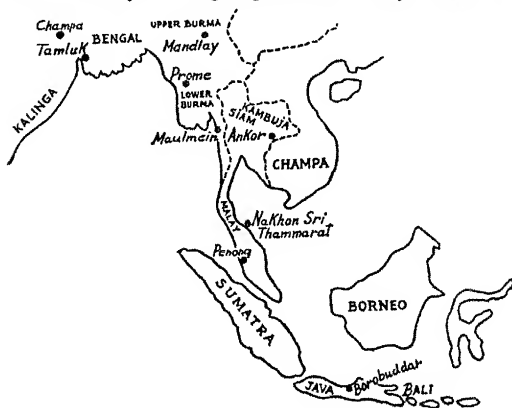 Champa
Tamluk
BENGAL
UPPER BURMA
Mandlay
KALINGA
Prome
LOWER
BURMA
SIAM
KAMBUJA
Maulmein
Ankor
CHAMPA
MALAY
Nakhon Sri
Thammarat
Penong
SUMATRA
BORNEO
JAVA
Borobuddar
BALI